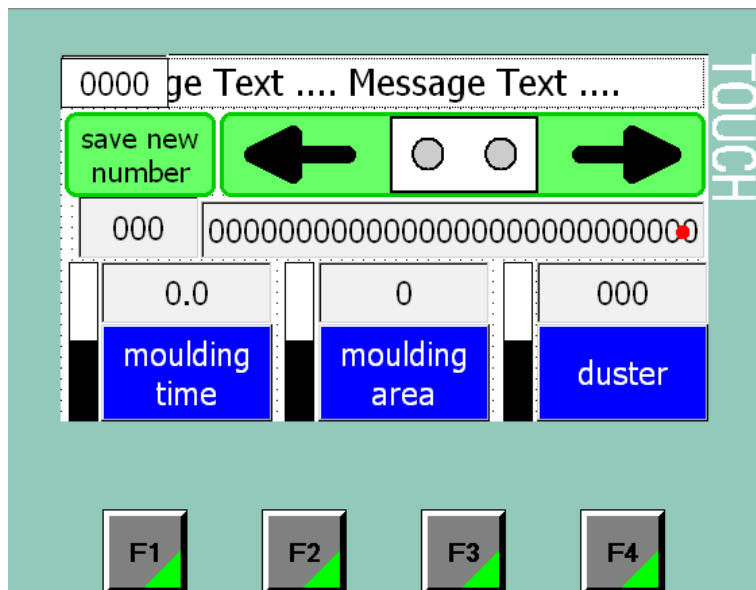 0000 ge Text .... Message Text ....
TOUCH
save new
number
000 0000000000000000000000000000
0.0 0 000
moulding
time
moulding
area
duster
F1 F2 F3 F4